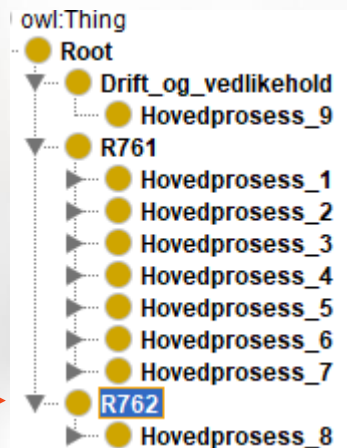 owl:Thing
Root
Drift_og_vedlikehold
Hovedprosess_9
R761
Hovedprosess_1
Hovedprosess_2
Hovedprosess_3
Hovedprosess_4
Hovedprosess_5
Hovedprosess_6
Hovedprosess_7
R762
Hovedprosess_8